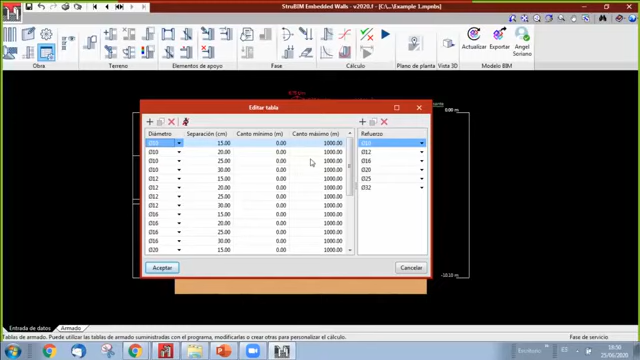 StruBIM Embedded Walls - v2020.f - [C:\...\Example 1.mpnbs]
Obra
Terreno
Elementos de apoyo
Fase
Cálculo
Plano de planta
Vista 3D
Actualizar
Exportar
Angel
Soriano
Modelo BIM
0.00 m
Editar tabla
Diámetro Separación (cm) Canto mínimo (m) Canto máximo (m) Refuerzo
Ø10 15.00 0.00 1000.00 Ø10
Ø10 20.00 0.00 1000.00 Ø12
Ø10 25.00 0.00 1000.00 Ø16
Ø10 30.00 0.00 1000.00 Ø20
Ø12 15.00 0.00 1000.00 Ø25
Ø12 20.00 0.00 1000.00 Ø32
Ø12 25.00 0.00 1000.00
Ø12 30.00 0.00 1000.00
Ø16 15.00 0.00 1000.00
Ø16 20.00 0.00 1000.00
Ø16 25.00 0.00 1000.00
Ø16 30.00 0.00 1000.00
Ø20 15.00 0.00 1000.00
Aceptar Cancelar
-10.10 m
Entrada de datos Armado
Tablas de armado. Puede utilizar las tablas de armado suministradas con el programa, modificarlas o crear otras para personalizar el cálculo.
Fase de servicio
Escritorio
ES
18:50
25/06/2020